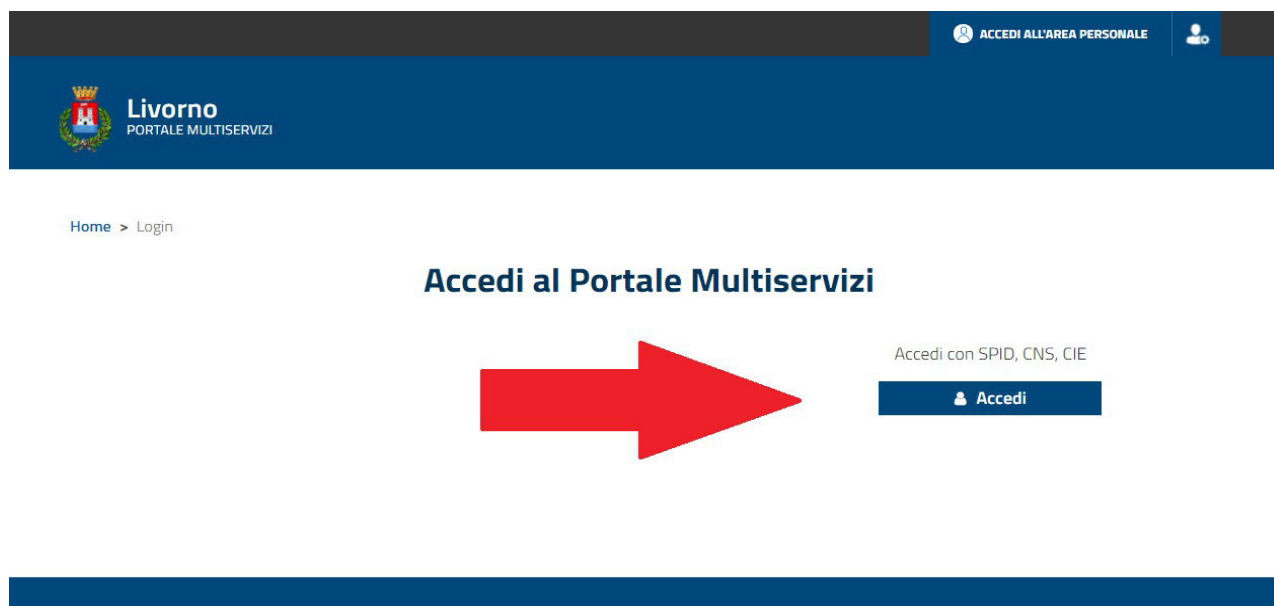 ACCEDI ALL'AREA PERSONALE
Livorno
PORTALE MULTISERVIZI
Home > Login
Accedi al Portale Multiservizi
Accedi con SPID, CNS, CIE
Accedi